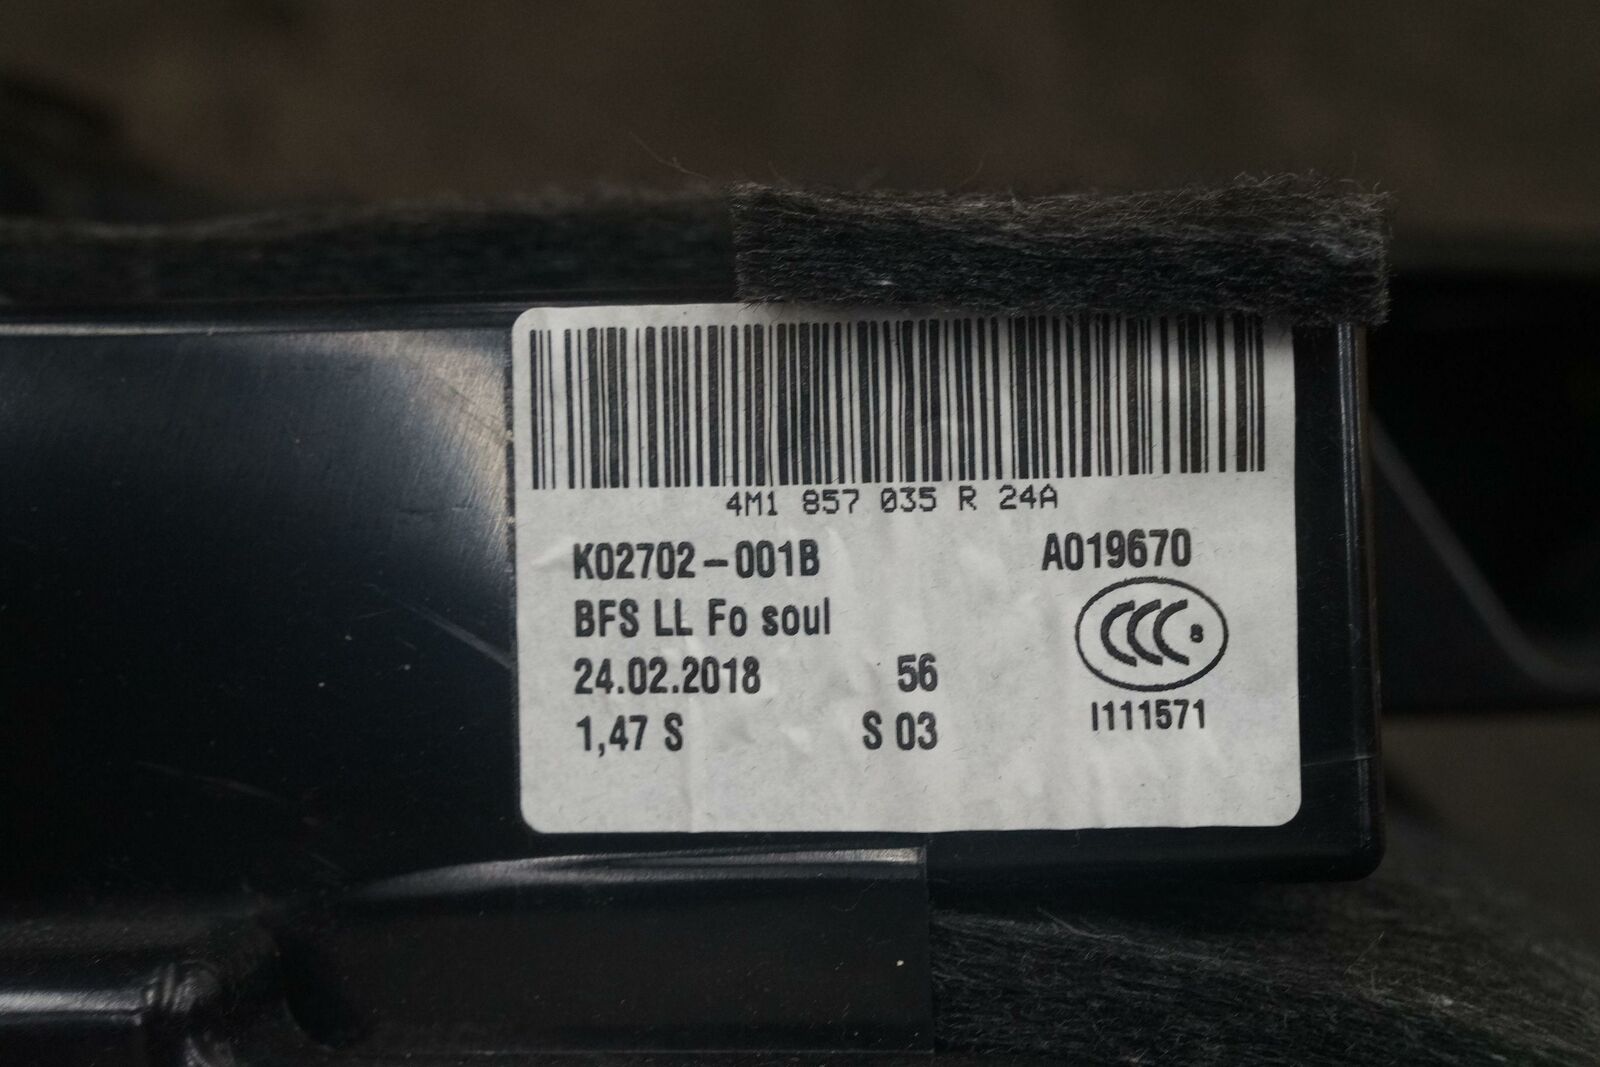 4M1 857 035 R 24A
K02702-001B A019670
BFS LL Fo soul
CCC S
24.02.2018 56
I111571
1,47 S S 03